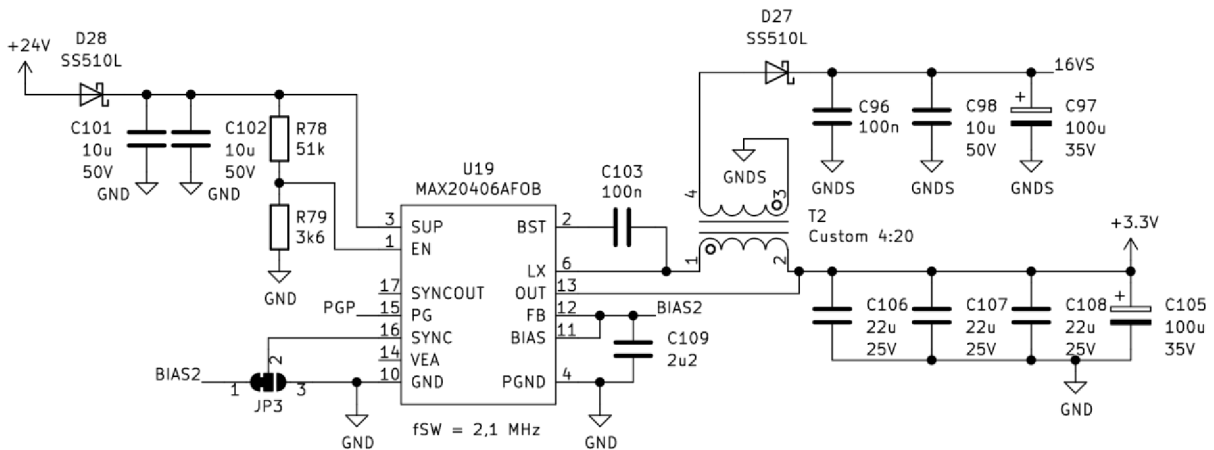 +24V
D28
SS510L
C101
10u
50V
GND
C102
10u
50V
GND
R78
51k
R79
3k6
GND
U19
MAX20406AFOB
3
SUP
1
EN
17
SYNCOUT
PGP
15
PG
16
SYNC
14
VEA
10
GND
BIAS2
1
2
3
JP3
GND
BST
2
LX
6
OUT
13
FB
12
BIAS2
BIAS
11
PGND
4
fSW = 2,1 MHz
C103
100n
C109
2u2
GND
D27
SS510L
4
3
GNDS
1
2
T2
Custom 4:20
16VS
C96
100n
GNDS
C98
10u
50V
GNDS
+
C97
100u
35V
GNDS
+3.3V
C106
22u
25V
C107
22u
25V
C108
22u
25V
+
C105
100u
35V
GND